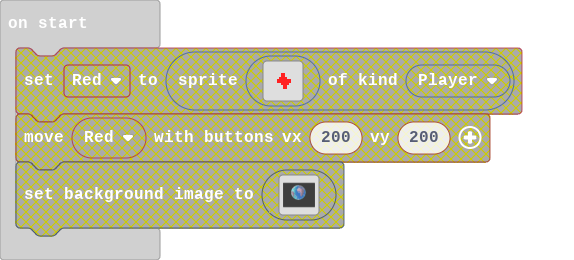 on start
set Red to sprite of kind Player
move Red with buttons vx 200 vy 200
set background image to